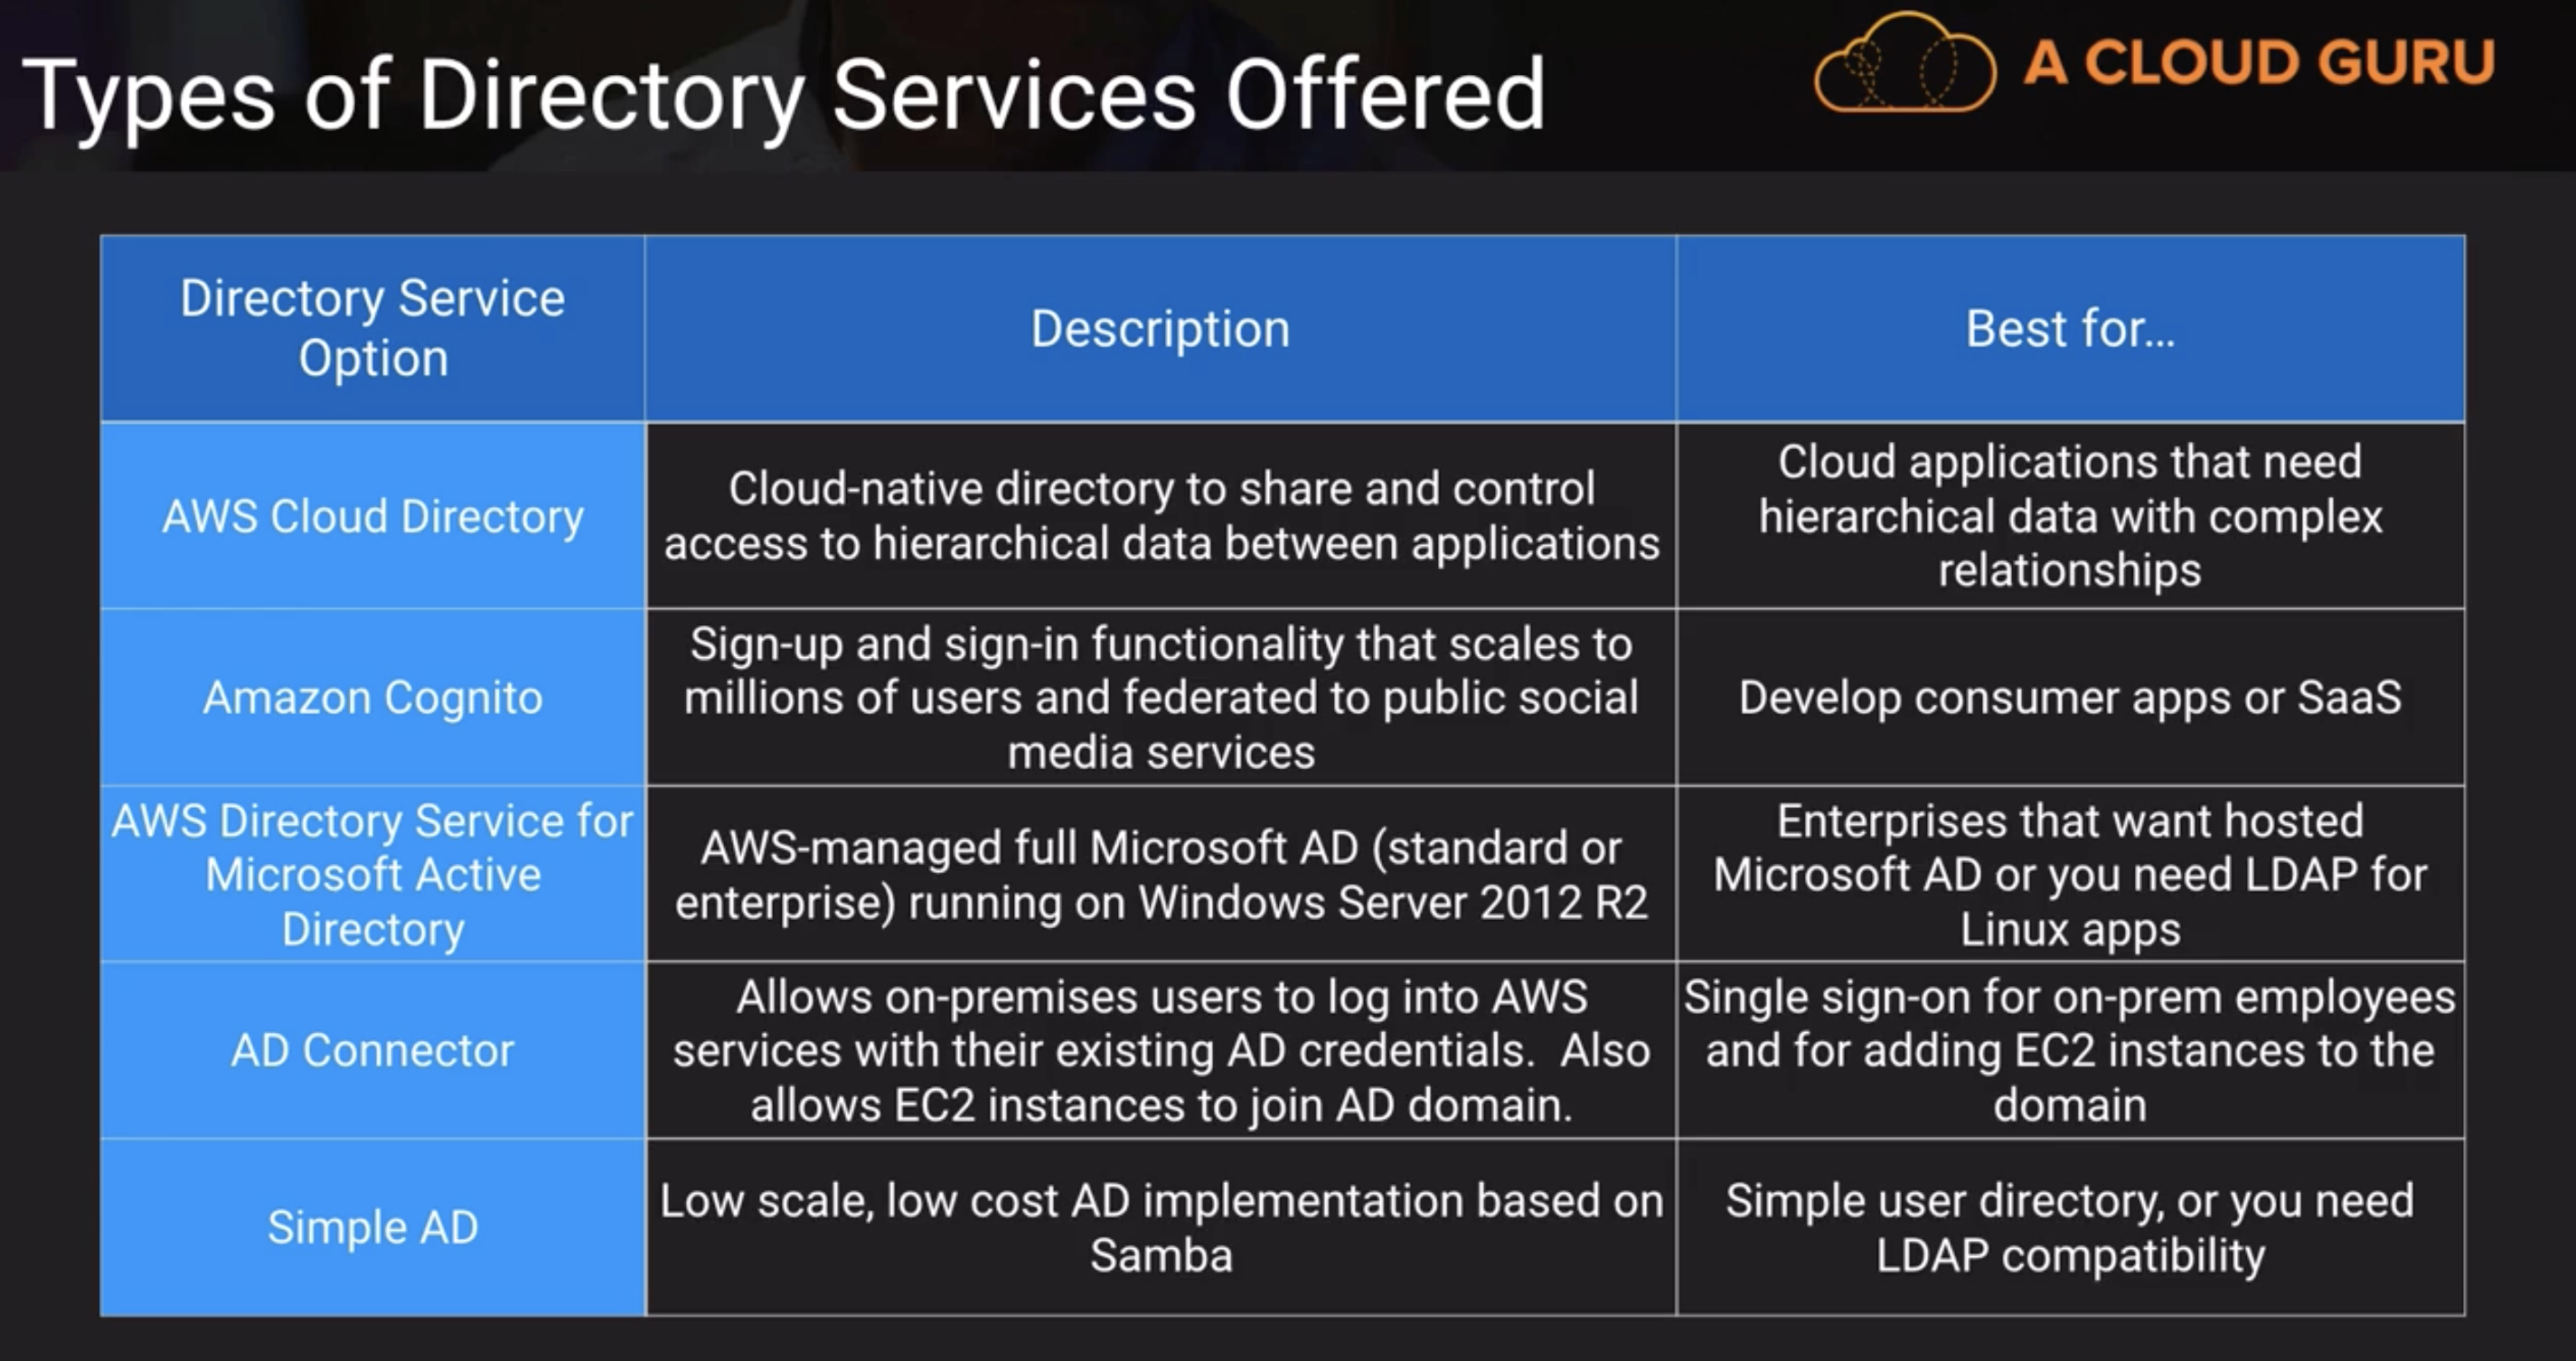 Types of Directory Services Offered
A CLOUD GURU
Directory Service
Option
Description
Best for...
AWS Cloud Directory
Cloud-native directory to share and control
access to hierarchical data between applications
Cloud applications that need
hierarchical data with complex
relationships
Amazon Cognito
Sign-up and sign-in functionality that scales to
millions of users and federated to public social
media services
Develop consumer apps or SaaS
AWS Directory Service for
Microsoft Active
Directory
AWS-managed full Microsoft AD (standard or
enterprise) running on Windows Server 2012 R2
Enterprises that want hosted
Microsoft AD or you need LDAP for
Linux apps
AD Connector
Allows on-premises users to log into AWS
services with their existing AD credentials.  Also
allows EC2 instances to join AD domain.
Single sign-on for on-prem employees
and for adding EC2 instances to the
domain
Simple AD
Low scale, low cost AD implementation based on
Samba
Simple user directory, or you need
LDAP compatibility